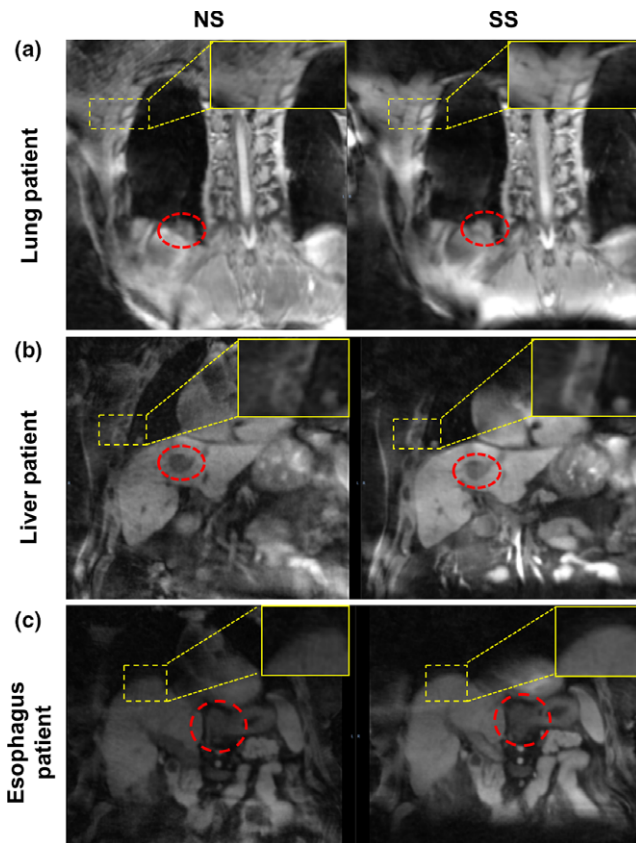 NS SS
(a)
Lung patient
(b)
Liver patient
(c)
Esophagus
patient